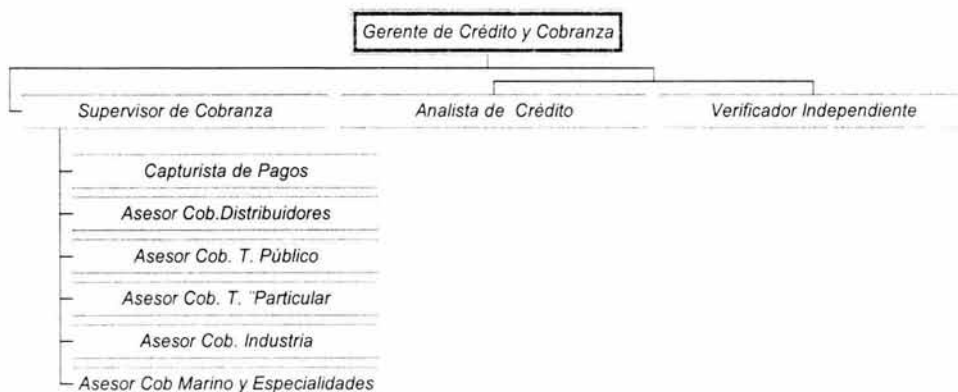 Gerente de Crédito y Cobranza
Supervisor de Cobranza
Analista de Crédito
Verificador Independiente
Capturista de Pagos
Asesor Cob.Distribuidores
Asesor Cob. T. Público
Asesor Cob. T. ¨Particular
Asesor Cob. Industria
Asesor Cob Marino y Especialidades